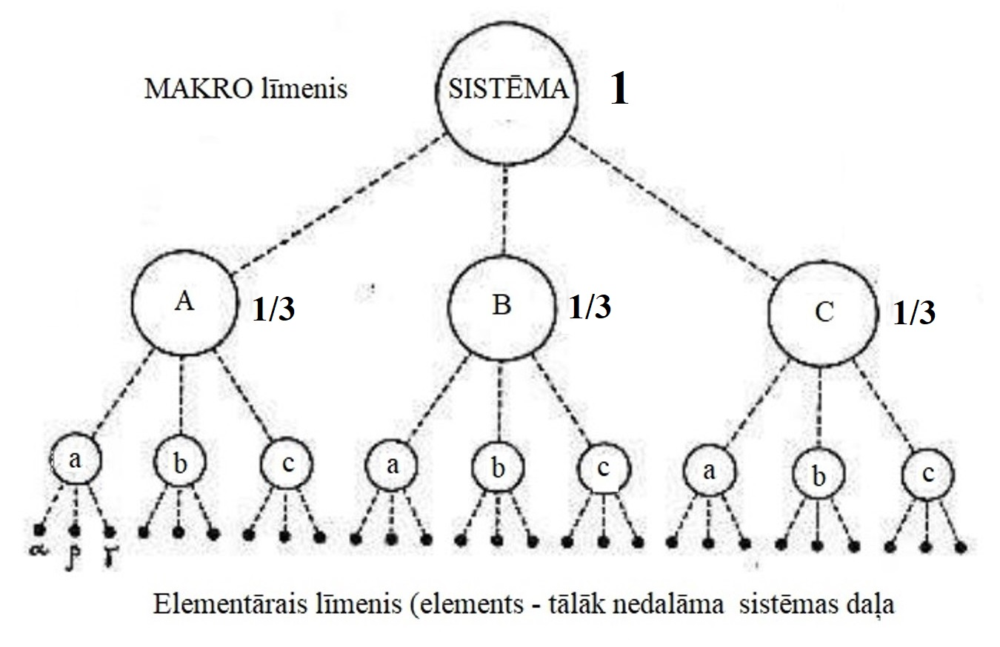 MAKRO līmenis
SISTĒMA
1
A
1/3
B
1/3
C
1/3
a
b
c
a
b
c
a
b
c
α β γ
Elementārais līmenis (elements - tālāk nedalāma sistēmas daļa